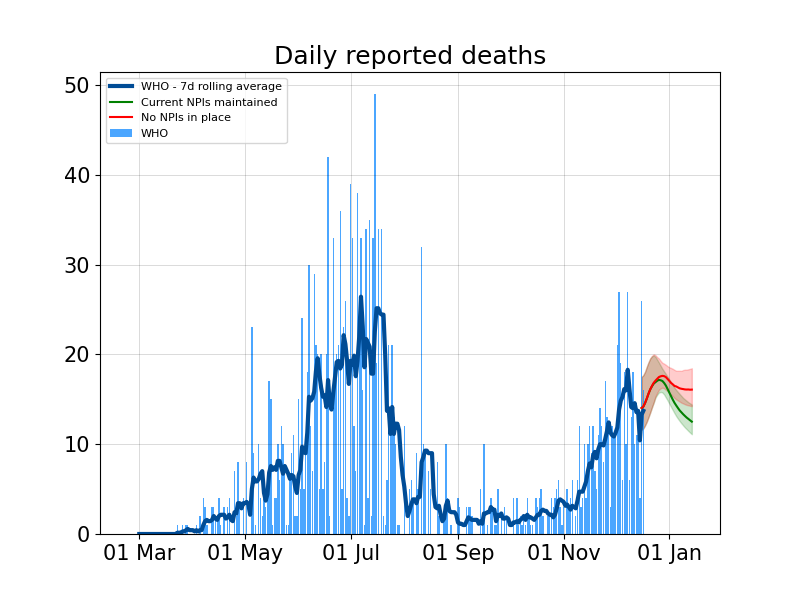 Daily reported deaths
WHO - 7d rolling average
Current NPIs maintained
No NPIs in place
WHO
50
40
30
20
10
0
01 Mar 01 May 01 Jul 01 Sep 01 Nov 01 Jan